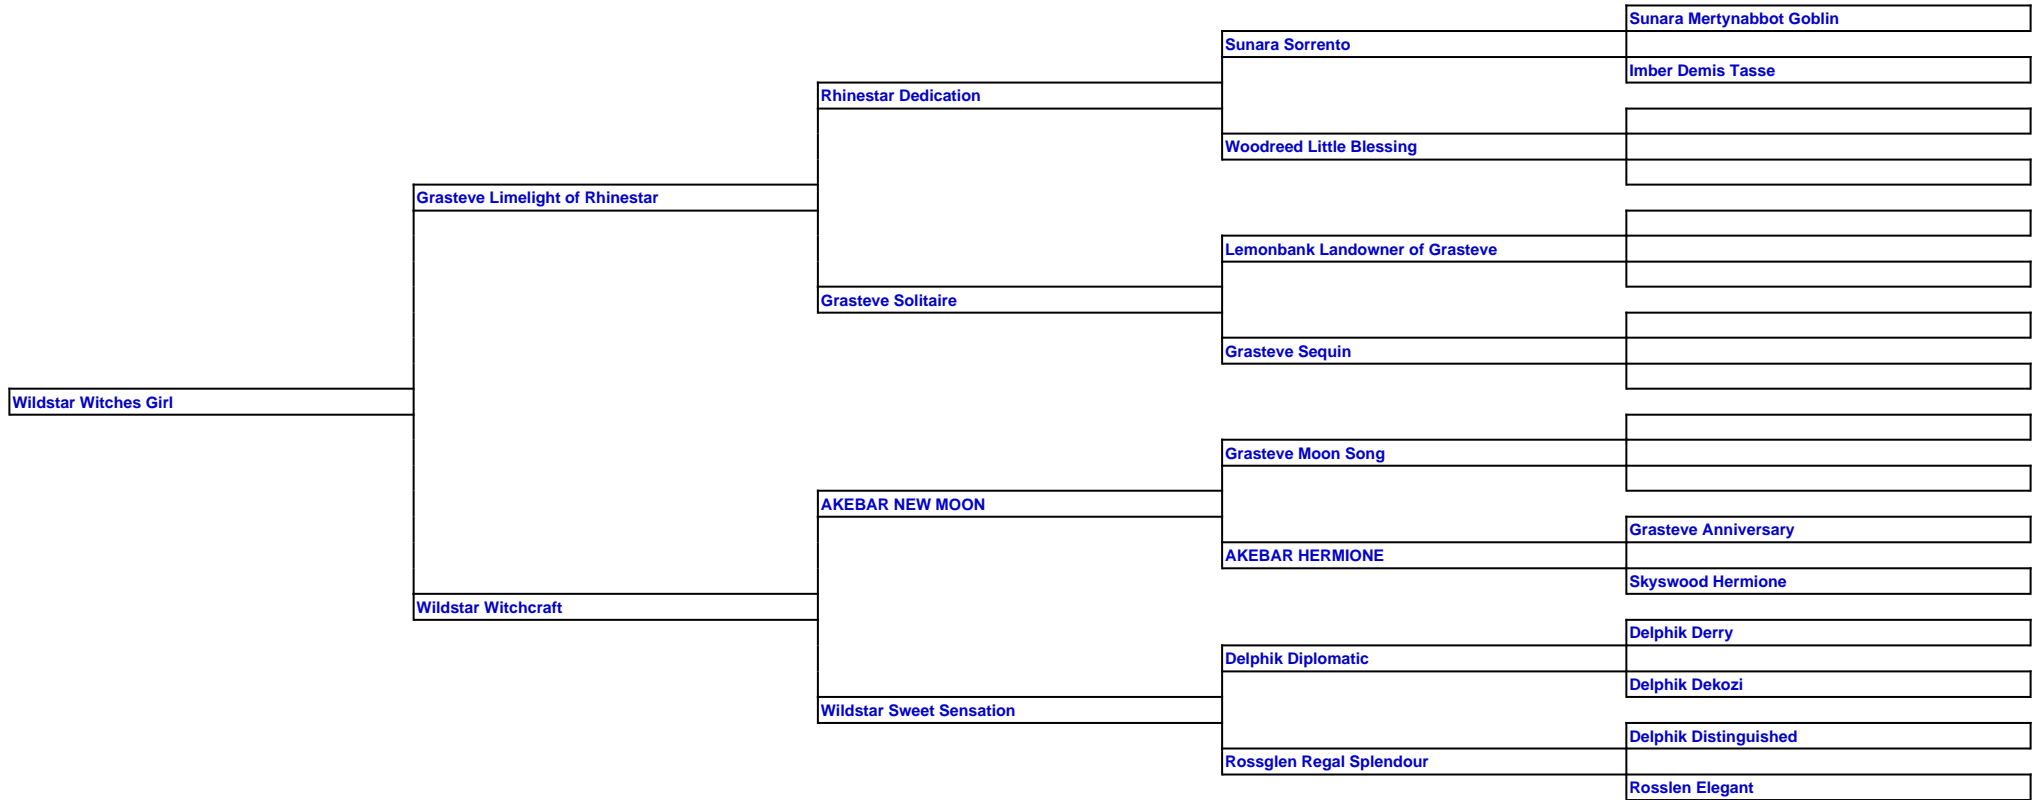 Sunara Mertynabbot Goblin
Sunara Sorrento
Imber Demis Tasse
Rhinestar Dedication
Woodreed Little Blessing
Grasteve Limelight of Rhinestar
Lemonbank Landowner of Grasteve
Grasteve Solitaire
Grasteve Sequin
Wildstar Witches Girl
Grasteve Moon Song
AKEBAR NEW MOON
Grasteve Anniversary
AKEBAR HERMIONE
Skyswood Hermione
Wildstar Witchcraft
Delphik Derry
Delphik Diplomatic
Delphik Dekozi
Wildstar Sweet Sensation
Delphik Distinguished
Rossglen Regal Splendour
Rosslen Elegant